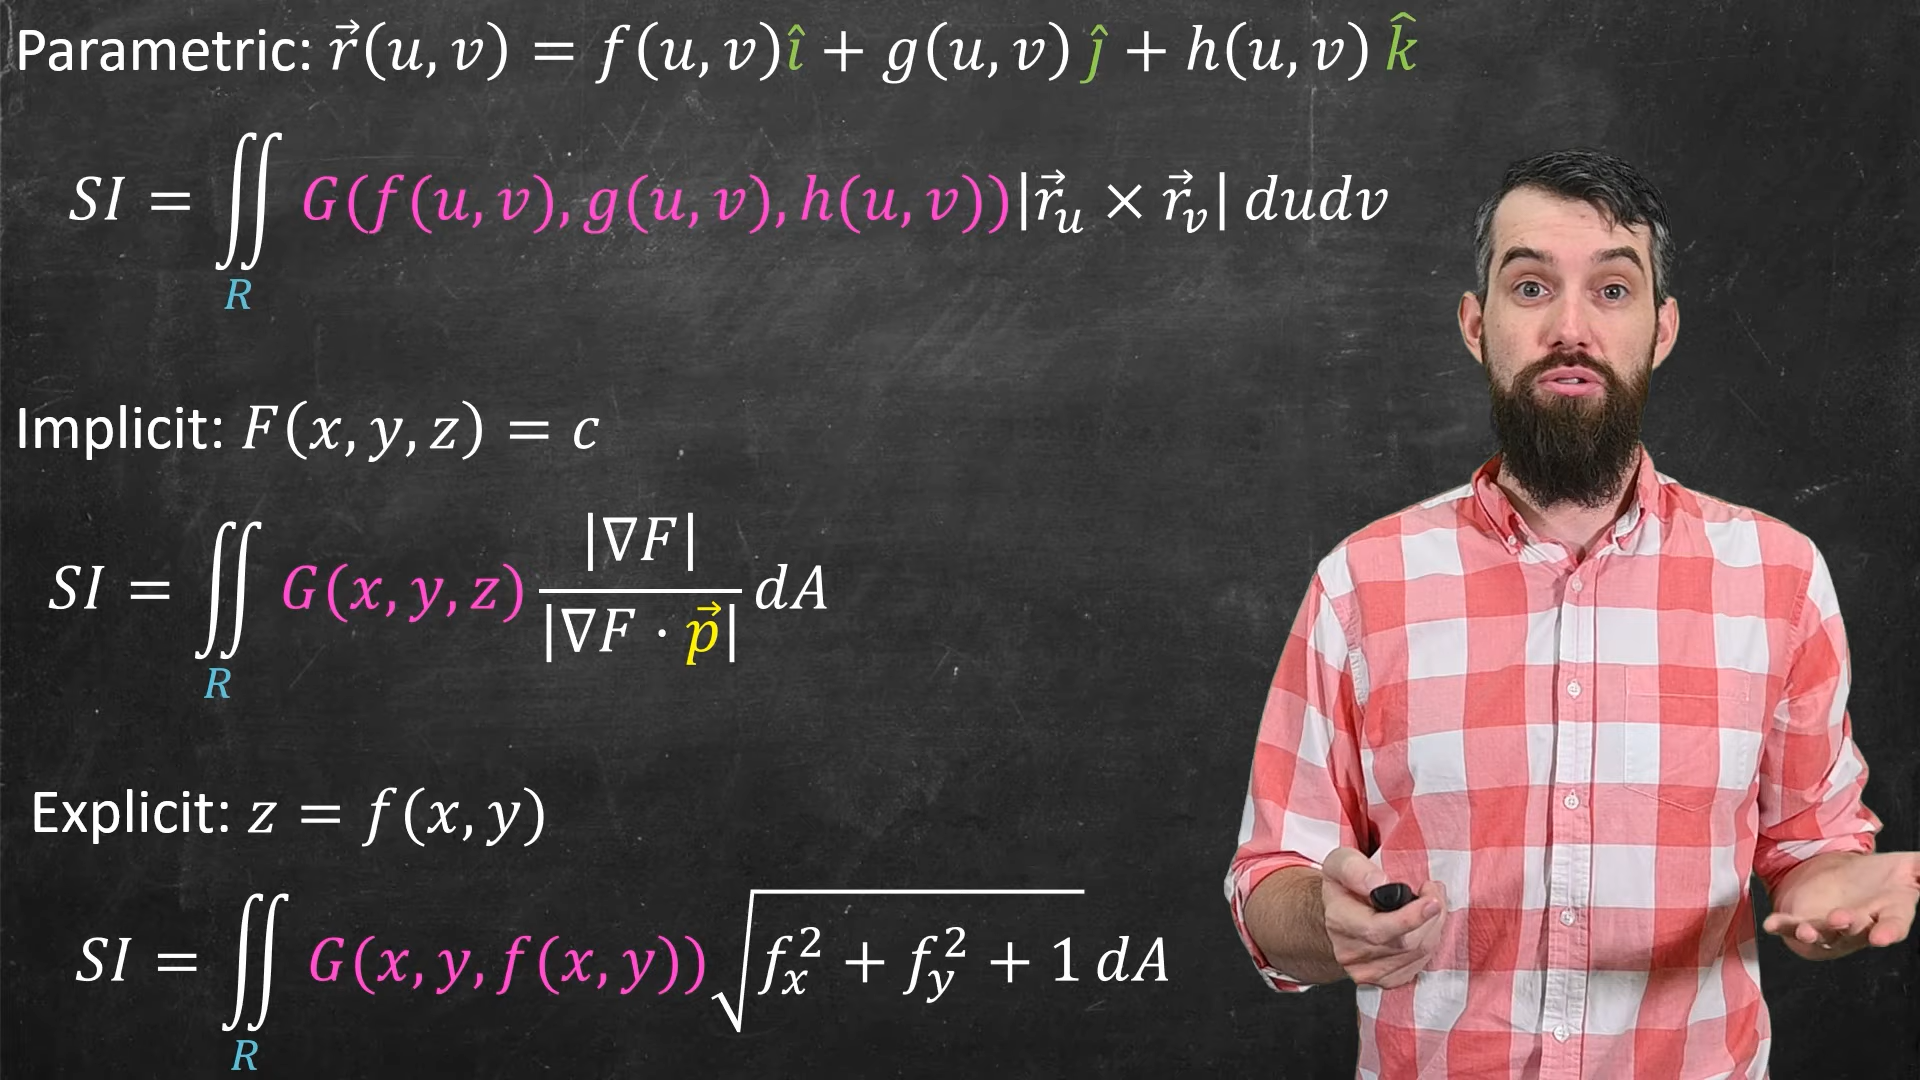 Parametric: r⃗(u, v) = f(u, v)î + g(u, v) ĵ + h(u, v) k̂
SI = ∬_R G(f(u, v), g(u, v), h(u, v))|r⃗_u × r⃗_v| dudv
Implicit: F(x, y, z) = c
SI = ∬_R G(x, y, z) |∇F| / |∇F · p⃗| dA
Explicit: z = f(x, y)
SI = ∬_R G(x, y, f(x, y)) √(f_x² + f_y² + 1) dA